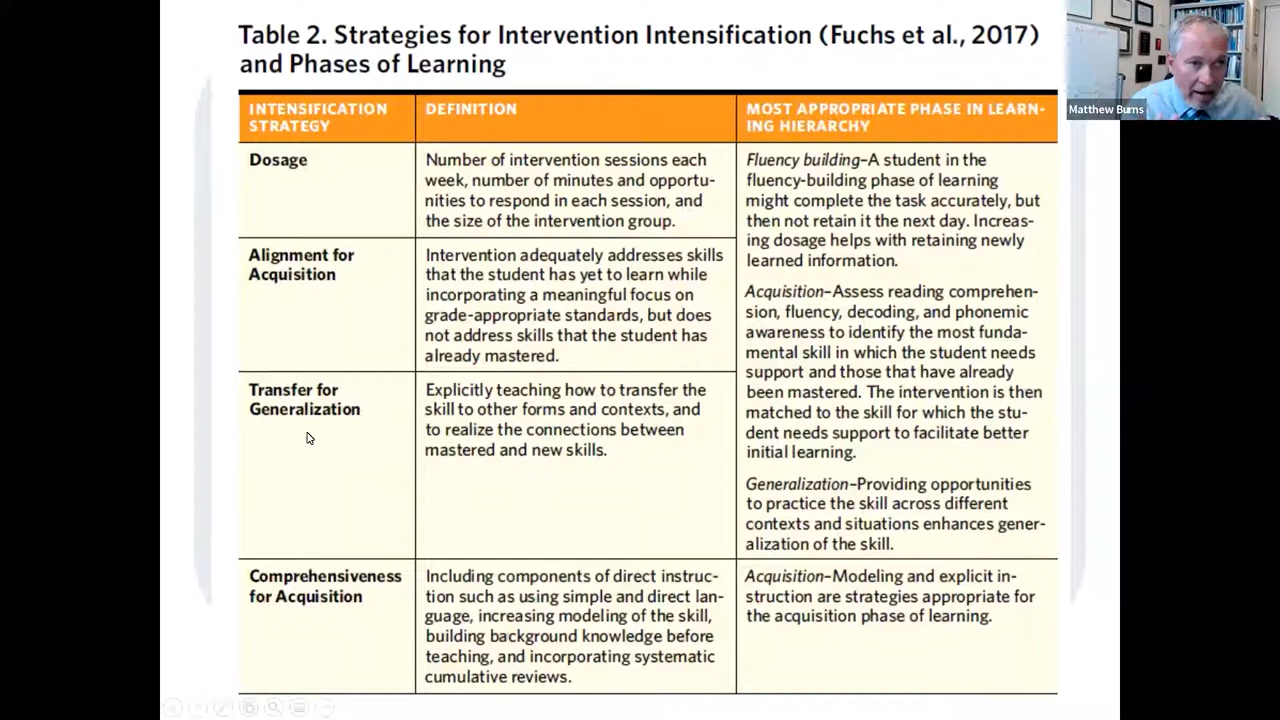 Table 2. Strategies for Intervention Intensification (Fuchs et al., 2017)
and Phases of Learning
INTENSIFICATION
STRATEGY
DEFINITION
MOST APPROPRIATE PHASE IN LEARN-
ING HIERARCHY
Dosage
Number of intervention sessions each
week, number of minutes and opportu-
nities to respond in each session, and
the size of the intervention group.
Fluency building–A student in the
fluency-building phase of learning
might complete the task accurately, but
then not retain it the next day. Increas-
ing dosage helps with retaining newly
learned information.
Alignment for
Acquisition
Intervention adequately addresses skills
that the student has yet to learn while
incorporating a meaningful focus on
grade-appropriate standards, but does
not address skills that the student has
already mastered.
Acquisition–Assess reading comprehen-
sion, fluency, decoding, and phonemic
awareness to identify the most funda-
mental skill in which the student needs
support and those that have already
been mastered. The intervention is then
matched to the skill for which the stu-
dent needs support to facilitate better
initial learning.
Transfer for
Generalization
Explicitly teaching how to transfer the
skill to other forms and contexts, and
to realize the connections between
mastered and new skills.
Generalization–Providing opportunities
to practice the skill across different
contexts and situations enhances gener-
alization of the skill.
Comprehensiveness
for Acquisition
Including components of direct instruc-
tion such as using simple and direct lan-
guage, increasing modeling of the skill,
building background knowledge before
teaching, and incorporating systematic
cumulative reviews.
Acquisition–Modeling and explicit in-
struction are strategies appropriate for
the acquisition phase of learning.
Matthew Burns